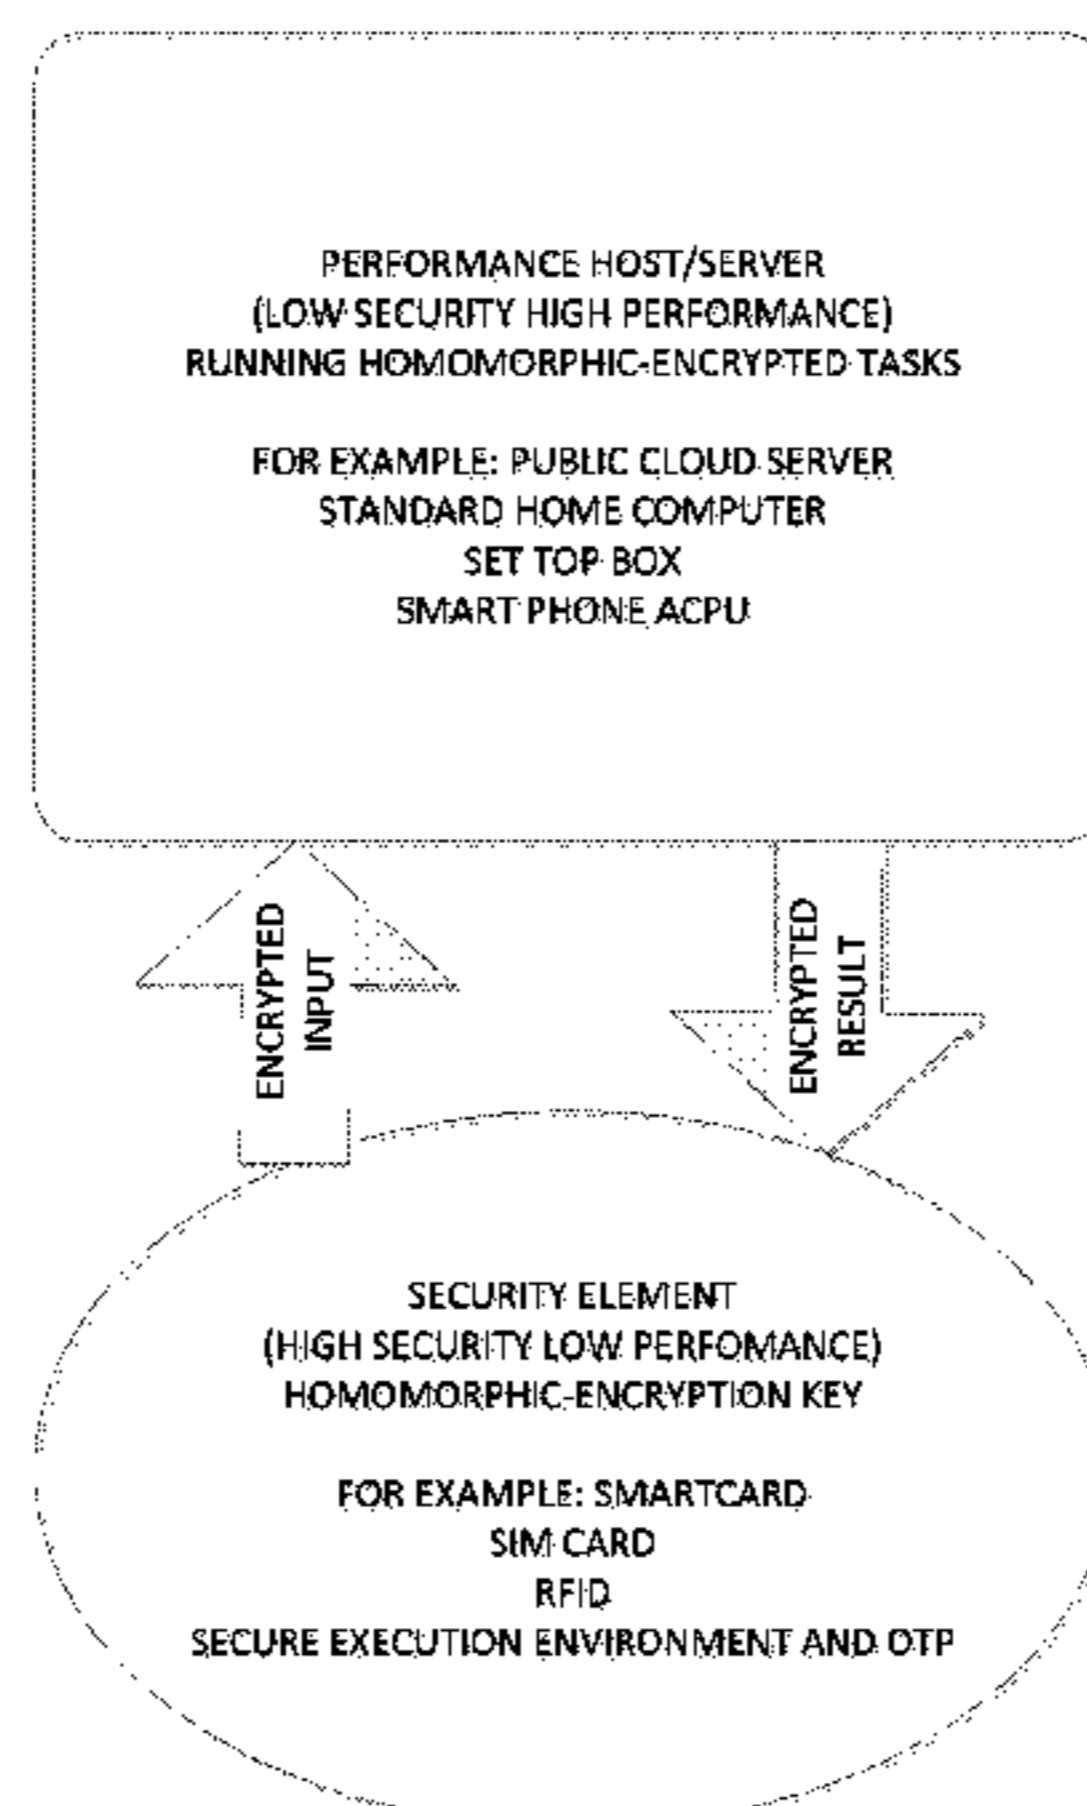 PERFORMANCE HOST/SERVER
(LOW SECURITY HIGH PERFORMANCE)
RUNNING HOMOMORPHIC-ENCRYPTED TASKS
FOR EXAMPLE: PUBLIC CLOUD SERVER
STANDARD HOME COMPUTER
SET TOP BOX
SMART PHONE ACPU
ENCRYPTED
INPUT
ENCRYPTED
RESULT
SECURITY ELEMENT
(HIGH SECURITY LOW PERFOMANCE)
HOMOMORPHIC-ENCRYPTION KEY
FOR EXAMPLE: SMARTCARD
SIM CARD
RFID
SECURE EXECUTION ENVIRONMENT AND OTP